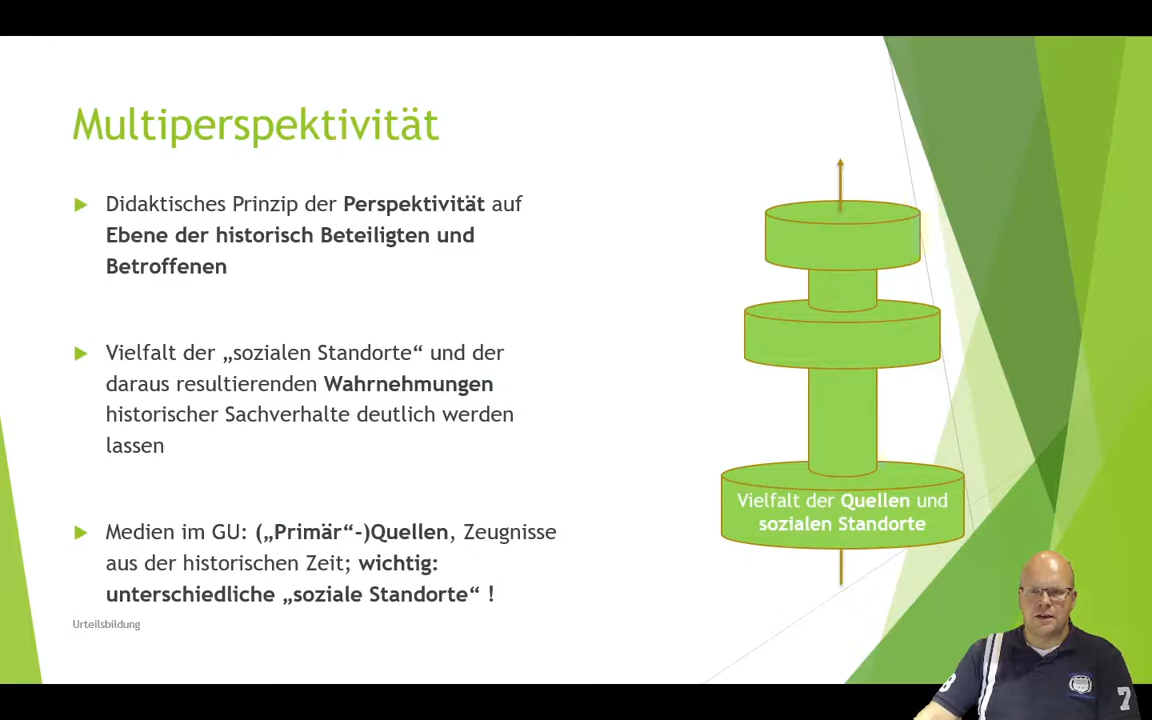 Multiperspektivität
Didaktisches Prinzip der Perspektivität auf
Ebene der historisch Beteiligten und
Betroffenen
Vielfalt der „sozialen Standorte“ und der
daraus resultierenden Wahrnehmungen
historischer Sachverhalte deutlich werden
lassen
Medien im GU: („Primär“-)Quellen, Zeugnisse
aus der historischen Zeit; wichtig:
unterschiedliche „soziale Standorte“ !
Urteilsbildung
Vielfalt der Quellen und
sozialen Standorte
8
7